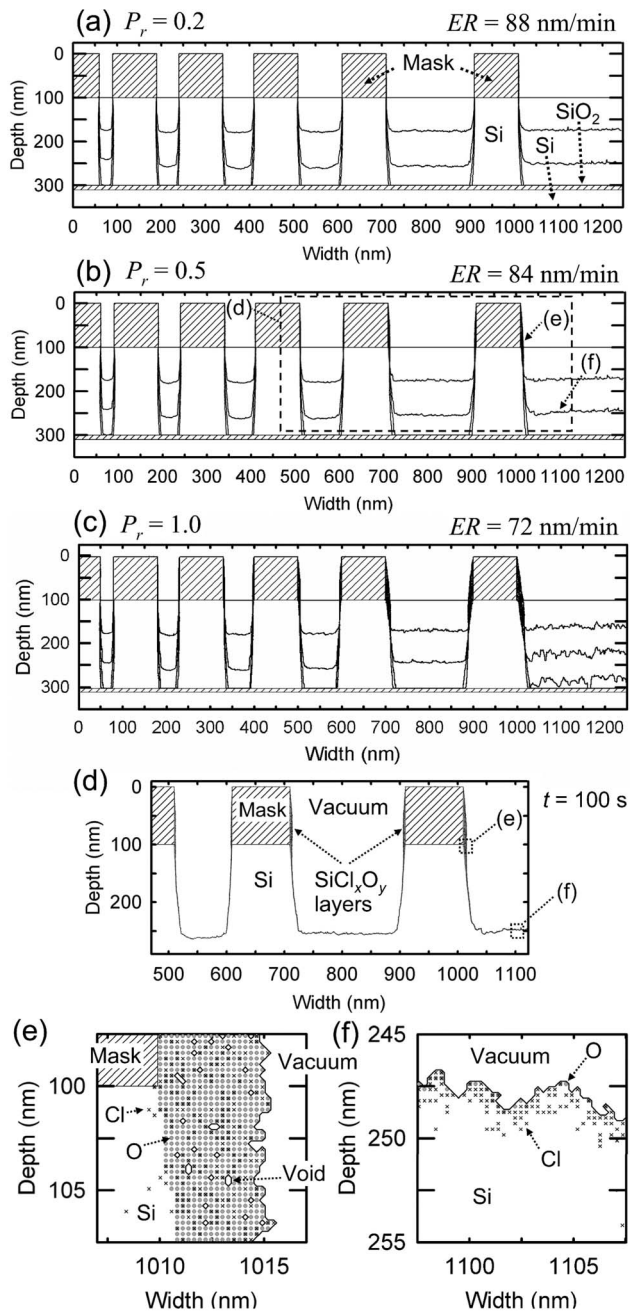 (a) Pr = 0.2 ER = 88 nm/min
Mask
SiO2
Si
Si
0
100
200
300
Depth (nm)
0 100 200 300 400 500 600 700 800 900 1000 1100 1200
Width (nm)
(b) Pr = 0.5 ER = 84 nm/min
(d)
(e)
(f)
0
100
200
300
Depth (nm)
0 100 200 300 400 500 600 700 800 900 1000 1100 1200
Width (nm)
(c) Pr = 1.0 ER = 72 nm/min
0
100
200
300
Depth (nm)
0 100 200 300 400 500 600 700 800 900 1000 1100 1200
Width (nm)
(d)
Mask Vacuum t = 100 s
(e)
Si SiClxOy
layers
(f)
0
100
200
Depth (nm)
500 600 700 800 900 1000 1100
Width (nm)
(e)
Mask
Vacuum
Cl
O
Void
Si
100
105
Depth (nm)
1010 1015
Width (nm)
(f)
Vacuum
O
Cl
Si
245
250
255
Depth (nm)
1100 1105
Width (nm)